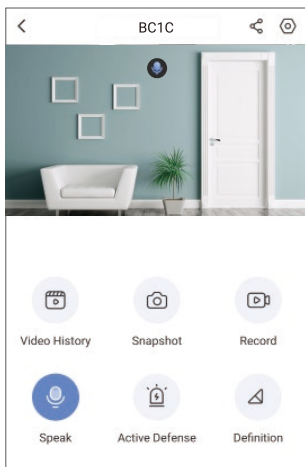 BC1C
Video History
Snapshot
Record
Speak
Active Defense
Definition